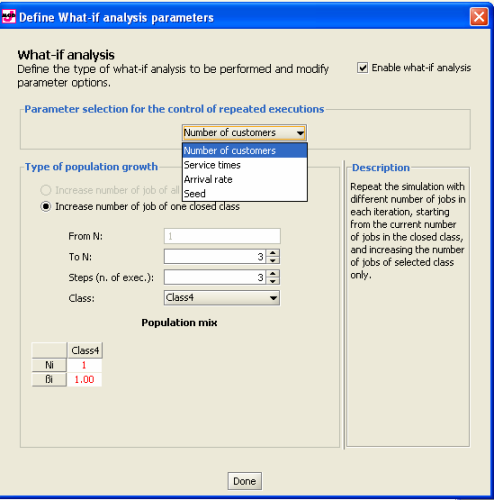 Define What-if analysis parameters
What-if analysis
Define the type of what-if analysis to be performed and modify
parameter options.
Enable what-if analysis
Parameter selection for the control of repeated executions
Number of customers
Number of customers
Service times
Arrival rate
Seed
Type of population growth
Increase number of job of all
Increase number of job of one closed class
From N:
1
To N:
3
Steps (n. of exec.):
3
Class:
Class4
Population mix
Class4
Ni
1
βi
1.00
Description
Repeat the simulation with
different number of jobs in
each iteration, starting
from the current number
of jobs in the closed class,
and increasing the number
of jobs of selected class
only.
Done